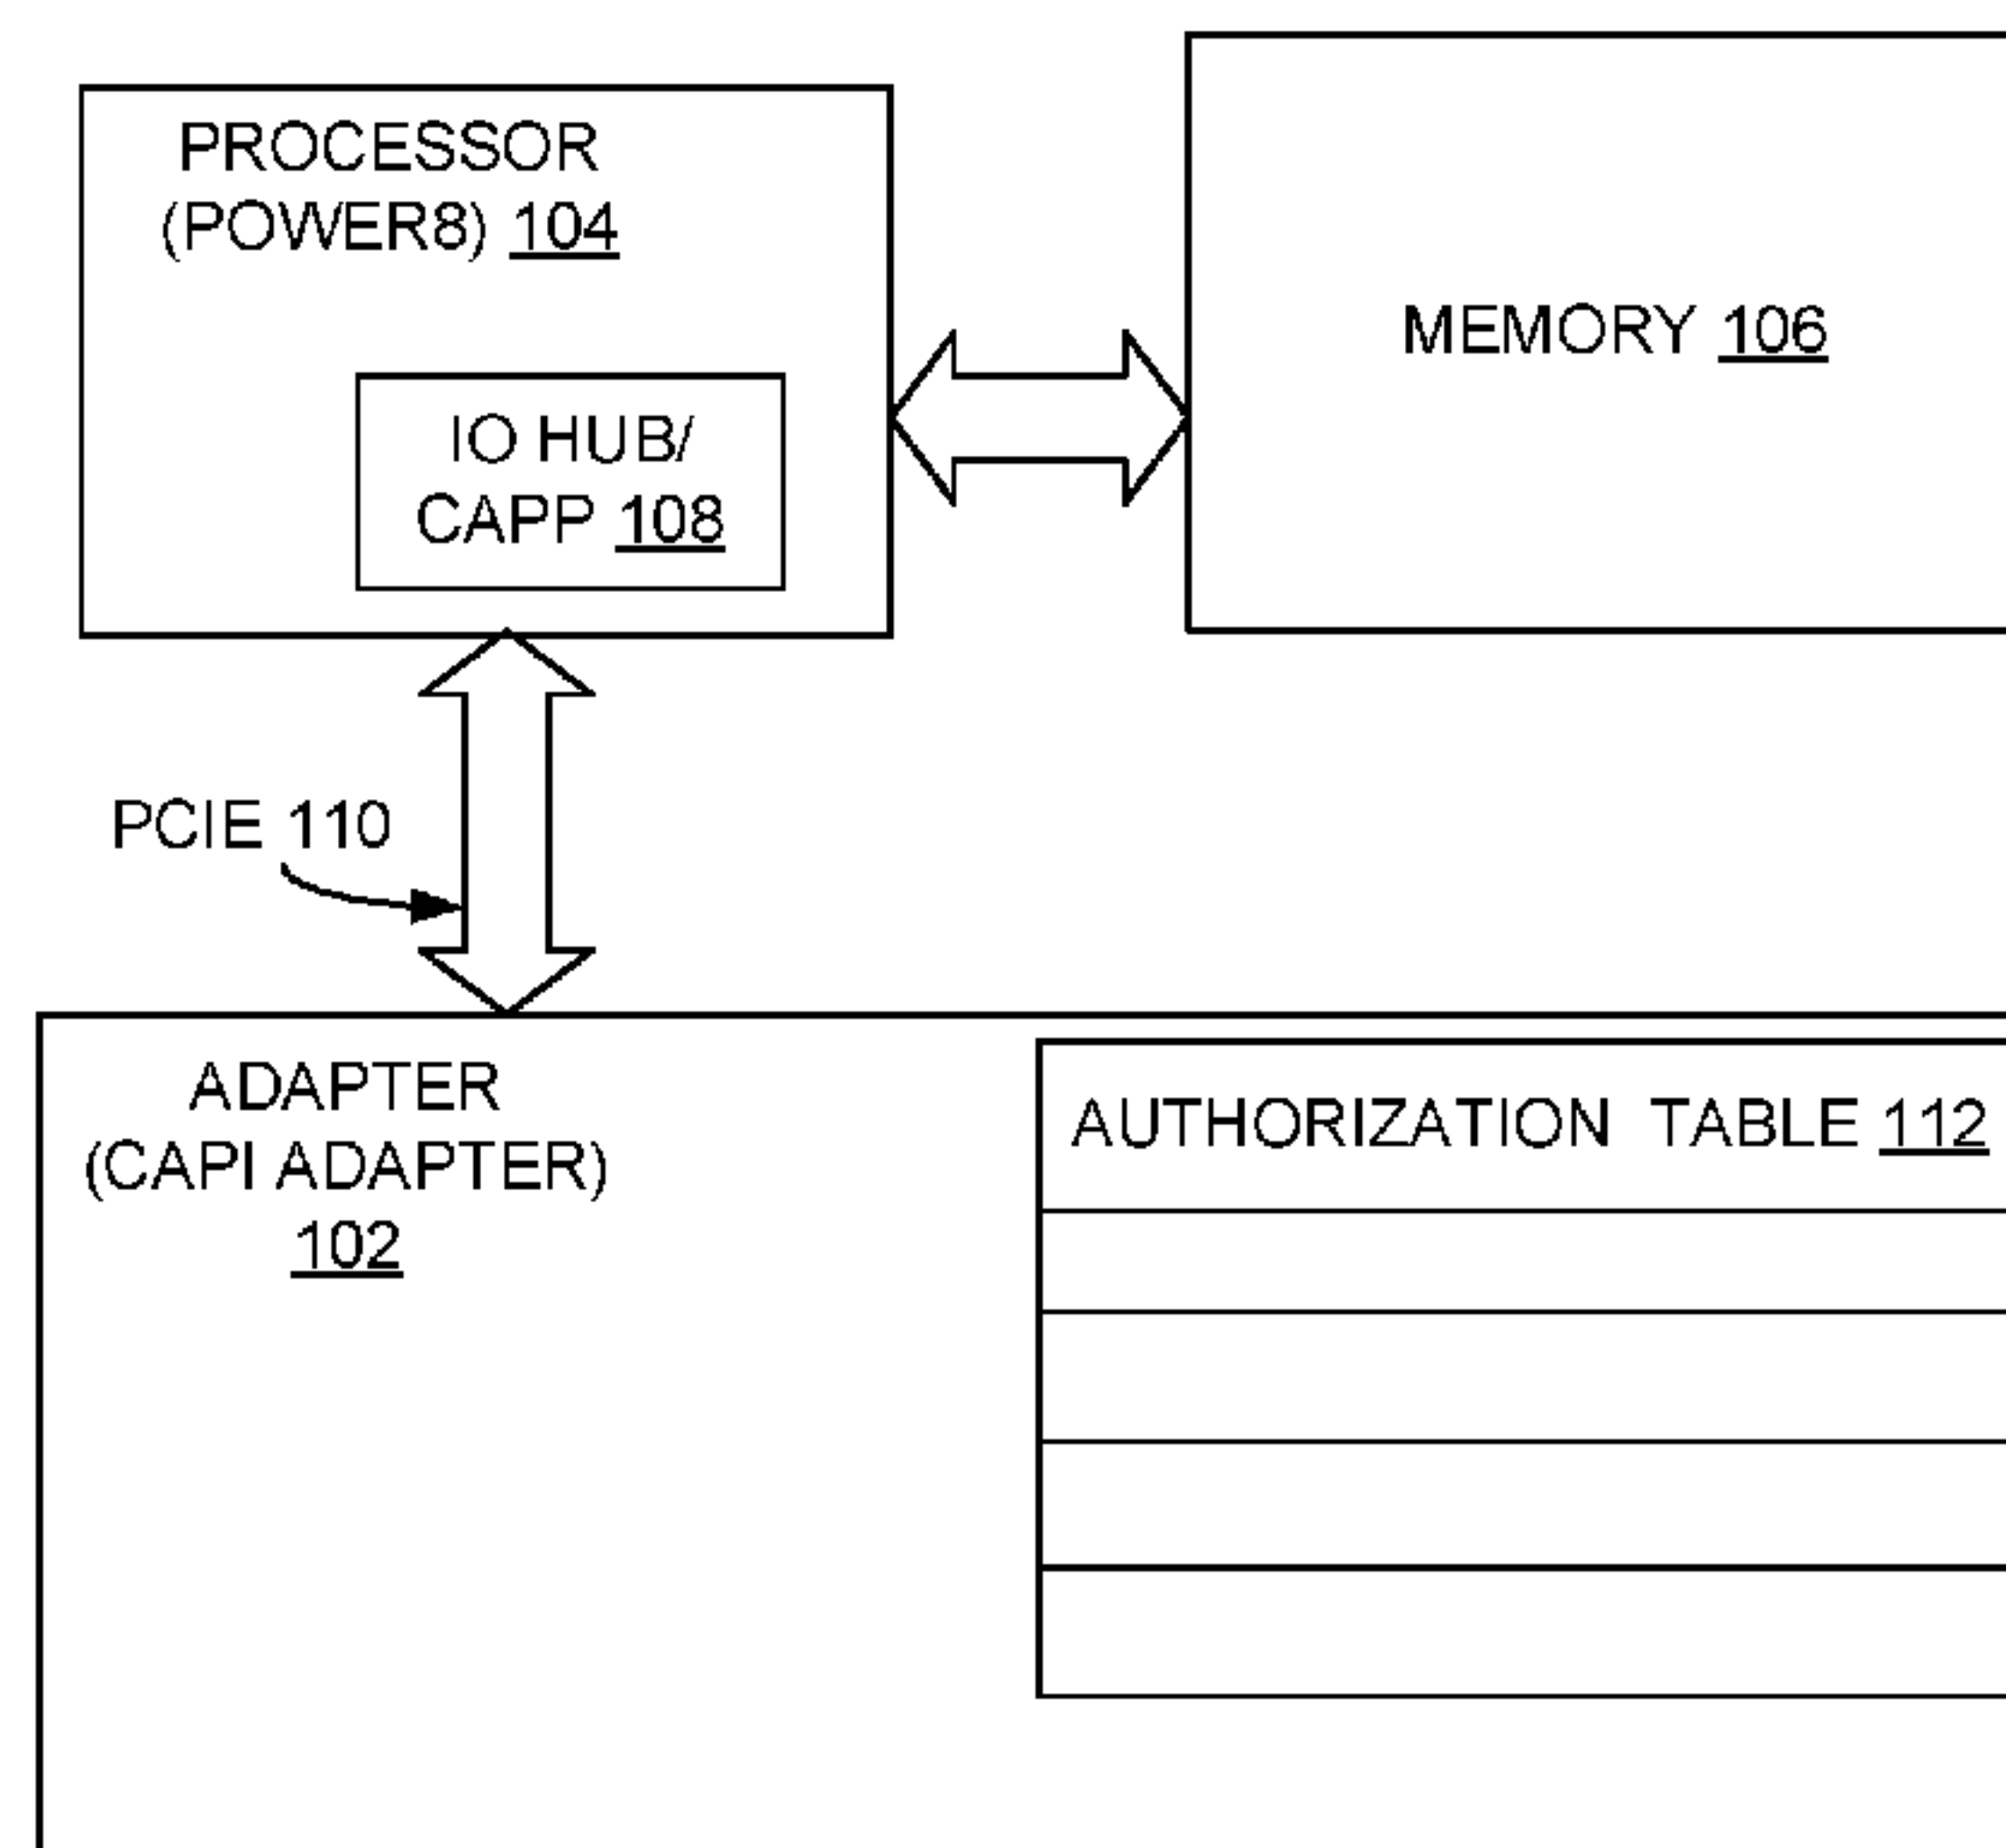 PROCESSOR
(POWER8) 104
IO HUB/
CAPP 108
MEMORY 106
PCIE 110
ADAPTER
(CAPI ADAPTER)
102
AUTHORIZATION TABLE 112